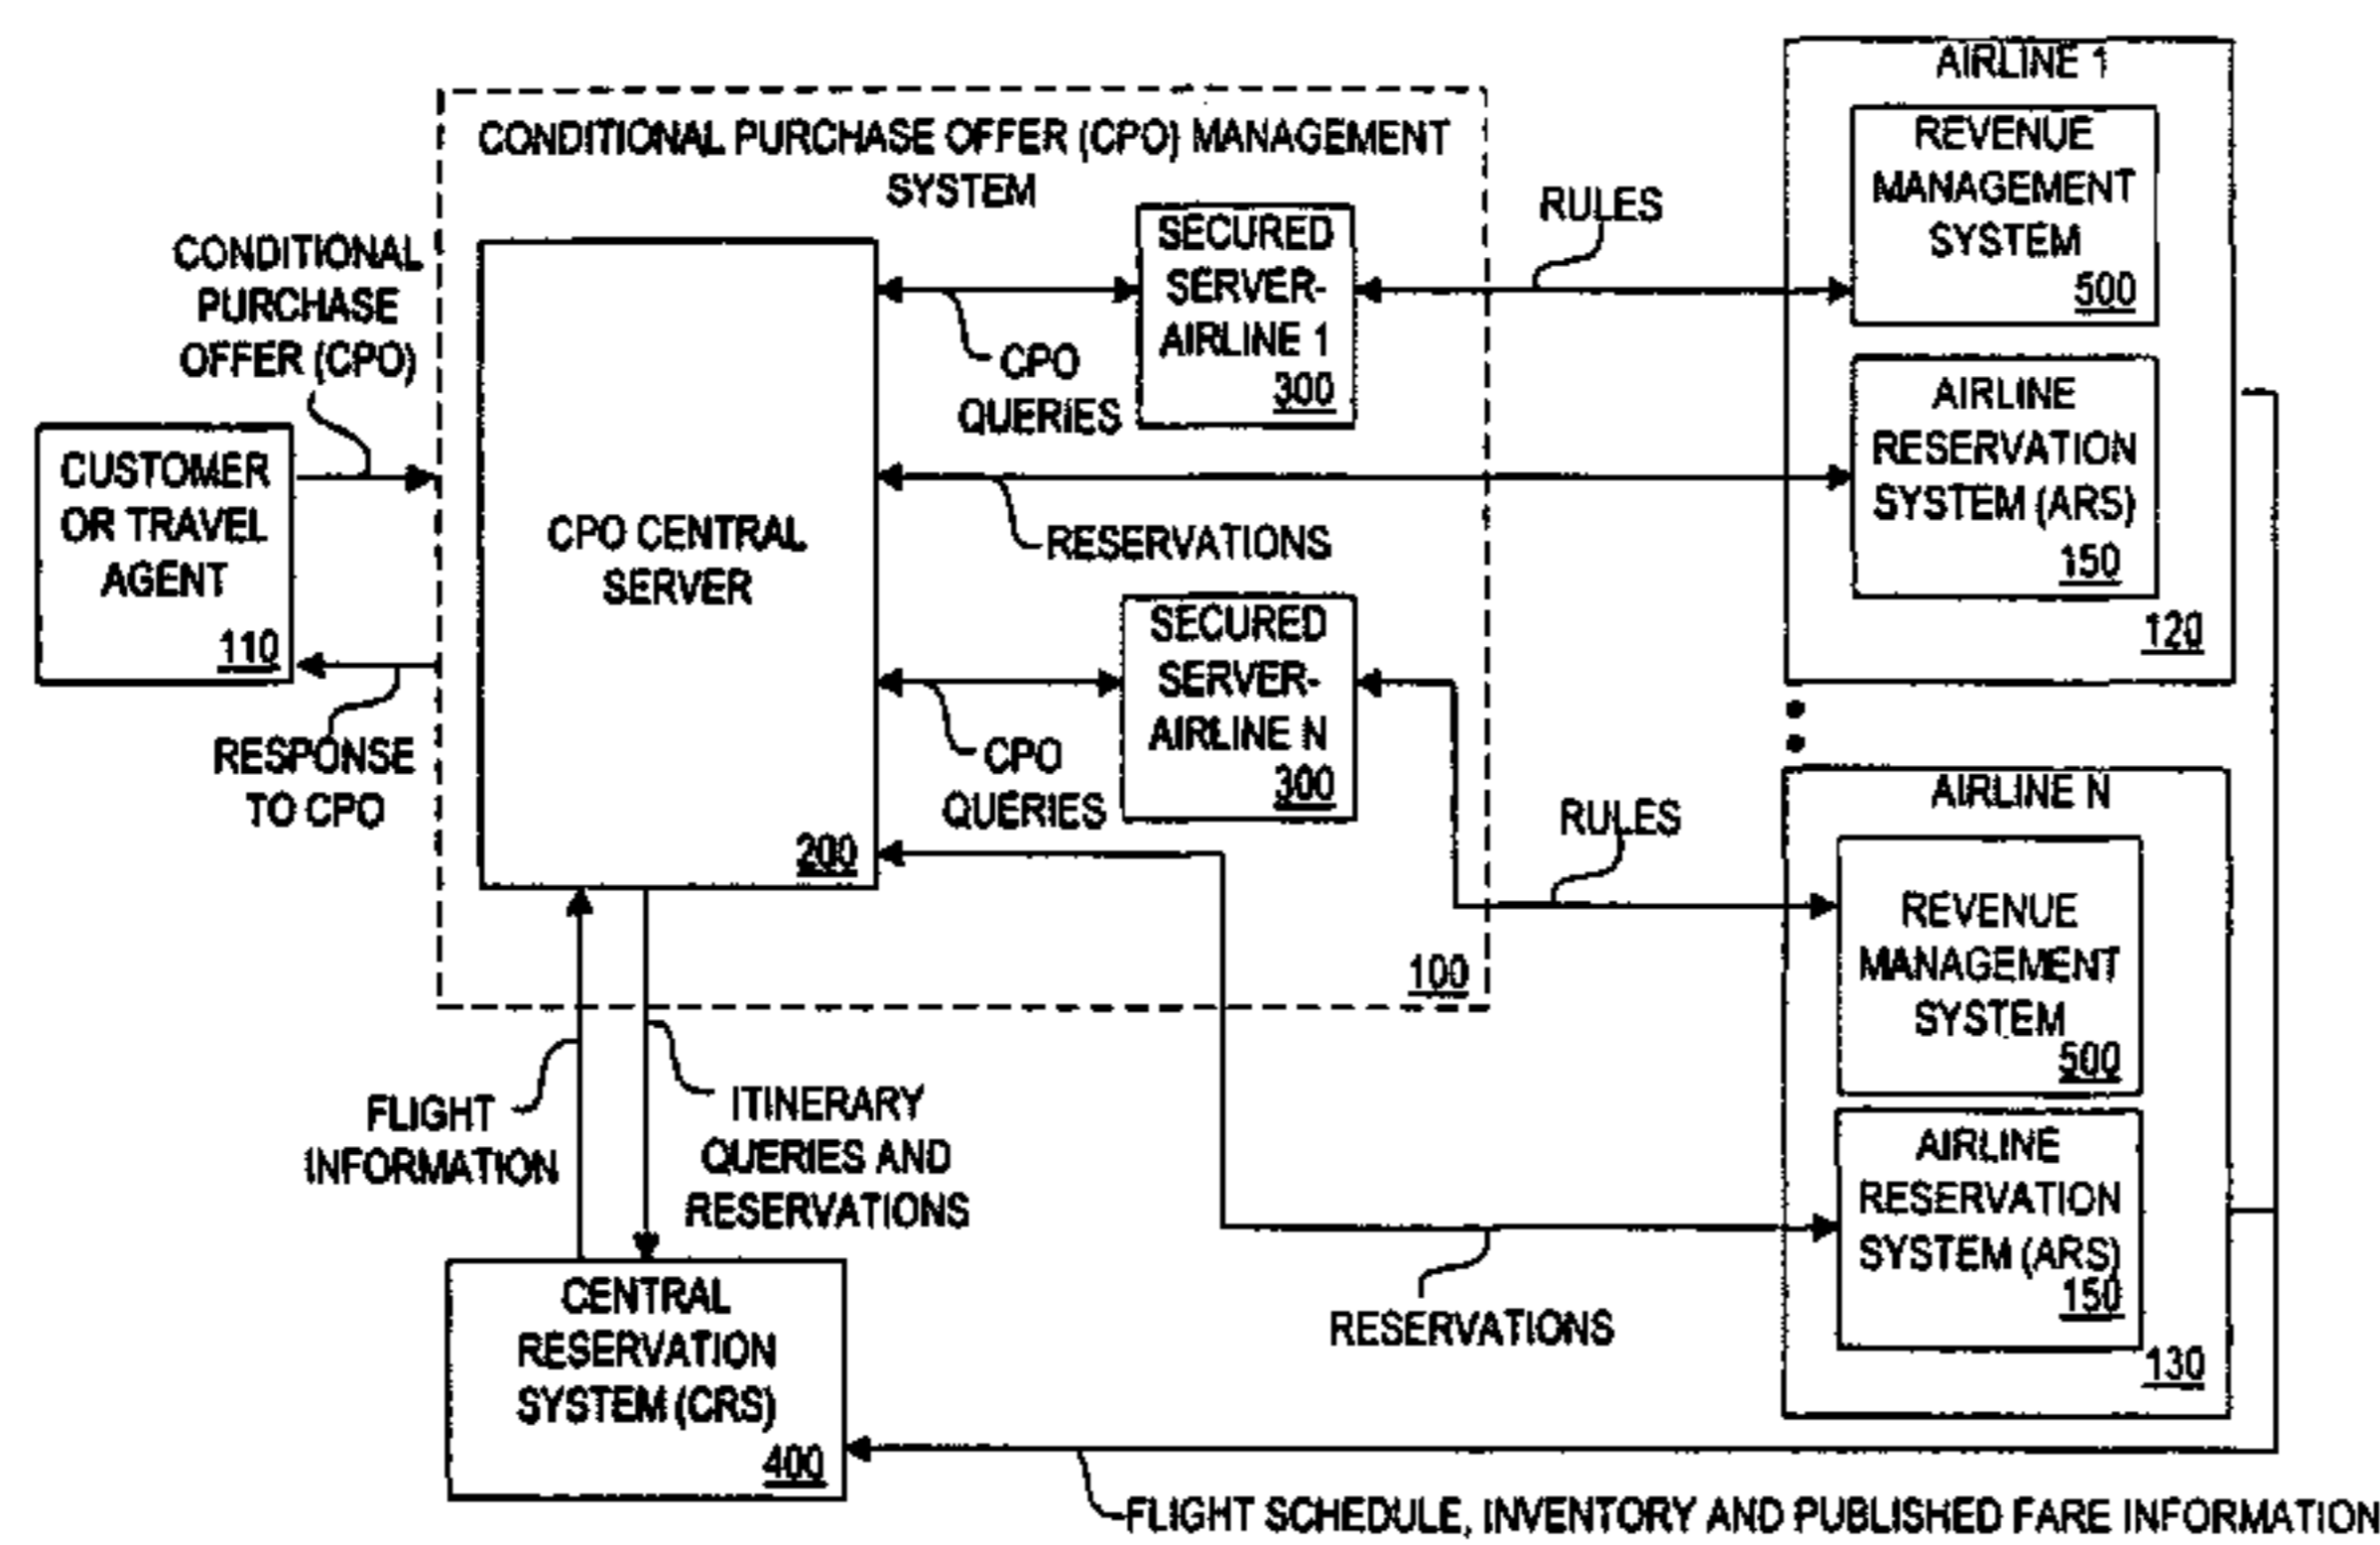 AIRLINE 1
REVENUE
MANAGEMENT
SYSTEM
500
AIRLINE
RESERVATION
SYSTEM (ARS)
150
120
CONDITIONAL PURCHASE OFFER (CPO) MANAGEMENT
SYSTEM
RULES
SECURED
SERVER-
AIRLINE 1
300
CONDITIONAL
PURCHASE
OFFER (CPO)
CPO
QUERIES
CUSTOMER
OR TRAVEL
AGENT
110
CPO CENTRAL
SERVER
200
RESERVATIONS
SECURED
SERVER-
AIRLINE N
300
CPO
QUERIES
RESPONSE
TO CPO
RULES
AIRLINE N
REVENUE
MANAGEMENT
SYSTEM
500
AIRLINE
RESERVATION
SYSTEM (ARS)
150
130
100
FLIGHT
INFORMATION
ITINERARY
QUERIES AND
RESERVATIONS
RESERVATIONS
CENTRAL
RESERVATION
SYSTEM (CRS)
400
FLIGHT SCHEDULE, INVENTORY AND PUBLISHED FARE INFORMATION